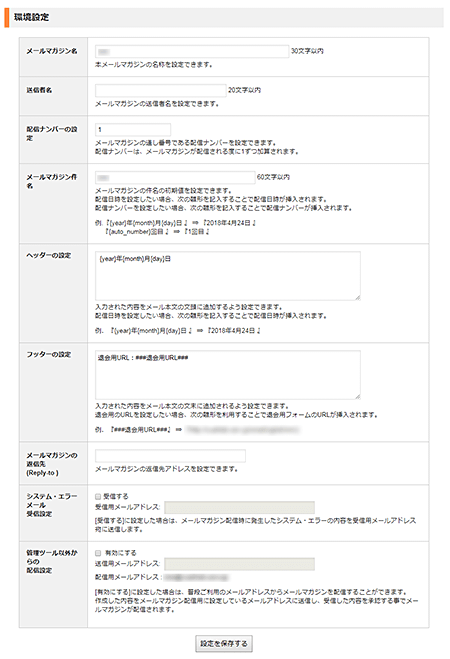 環境設定
メールマガジン名
30文字以内
本メールマガジンの名称を設定できます。
送信者名
20文字以内
メールマガジンの送信者名を設定できます。
配信ナンバーの設
定
1
メールマガジンの通し番号である配信ナンバーを設定できます。
配信ナンバーは、メールマガジンが配信される度に1ずつ加算されます。
メールマガジン件
名
60文字以内
メールマガジンの件名の初期値を設定できます。
配信日時を設定したい場合、次の雛形を記入することで配信日時が挿入されます。
配信ナンバーを設定したい場合、次の雛形を記入することで配信ナンバーが挿入されます。
例. 『{year}年{month}月{day}日』 ⇒ 『2018年4月24日』
『{auto_number}回目』 ⇒ 『1回目』
ヘッダーの設定
{year}年{month}月{day}日
入力された内容をメール本文の文頭に追加するよう設定できます。
配信日時を設定したい場合、次の雛形を記入することで配信日時が挿入されます。
例. 『{year}年{month}月{day}日』 ⇒ 『2018年4月24日』
フッターの設定
退会用URL：###退会用URL###
入力された内容をメール本文の文末に追加されるよう設定できます。
退会用のURLを設定したい場合、次の雛形を利用することで退会用フォームのURLが挿入されます。
例. 『###退会用URL###』 ⇒
メールマガジンの
返信先
(Reply-to )
メールマガジンの返信先アドレスを設定できます。
システム・エラー
メール
受信設定
受信する
受信用メールアドレス:
[受信する]に設定した場合は、メールマガジン配信時に発生したシステム・エラーの内容を受信用メールアドレス
宛に送信します。
管理ツール以外か
らの
配信設定
有効にする
送信用メールアドレス:
配信用メールアドレス:
[有効にする]に設定した場合は、普段ご利用のメールアドレスからメールマガジンを配信することができます。
作成した内容をメールマガジン配信用に設定しているメールアドレスに送信し、受信した内容を承認する事でメー
ルマガジンが配信されます。
設定を保存する